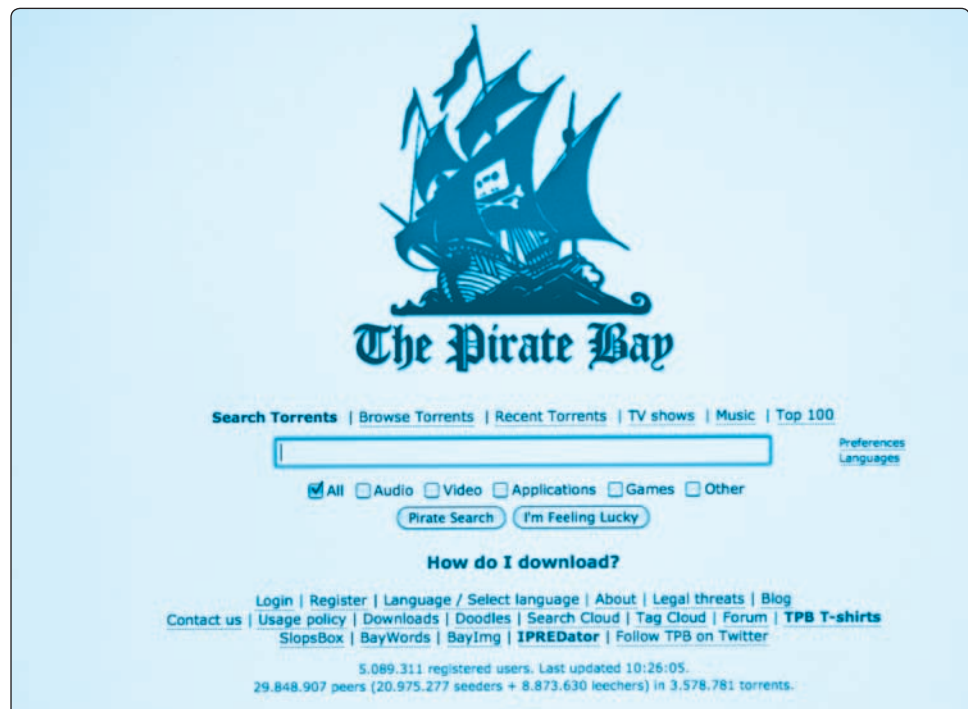 The Pirate Bay
Search Torrents | Browse Torrents | Recent Torrents | TV shows | Music | Top 100
Preferences
Languages
All Audio Video Applications Games Other
Pirate Search I'm Feeling Lucky
How do I download?
Login | Register | Language / Select language | About | Legal threats | Blog
Contact us | Usage policy | Downloads | Doodles | Search Cloud | Tag Cloud | Forum | TPB T-shirts
SlopsBox | BayWords | BayImg | IPREDator | Follow TPB on Twitter
5.089.311 registered users. Last updated 10:26:05.
29.848.907 peers (20.975.277 seeders + 8.873.630 leechers) in 3.578.781 torrents.